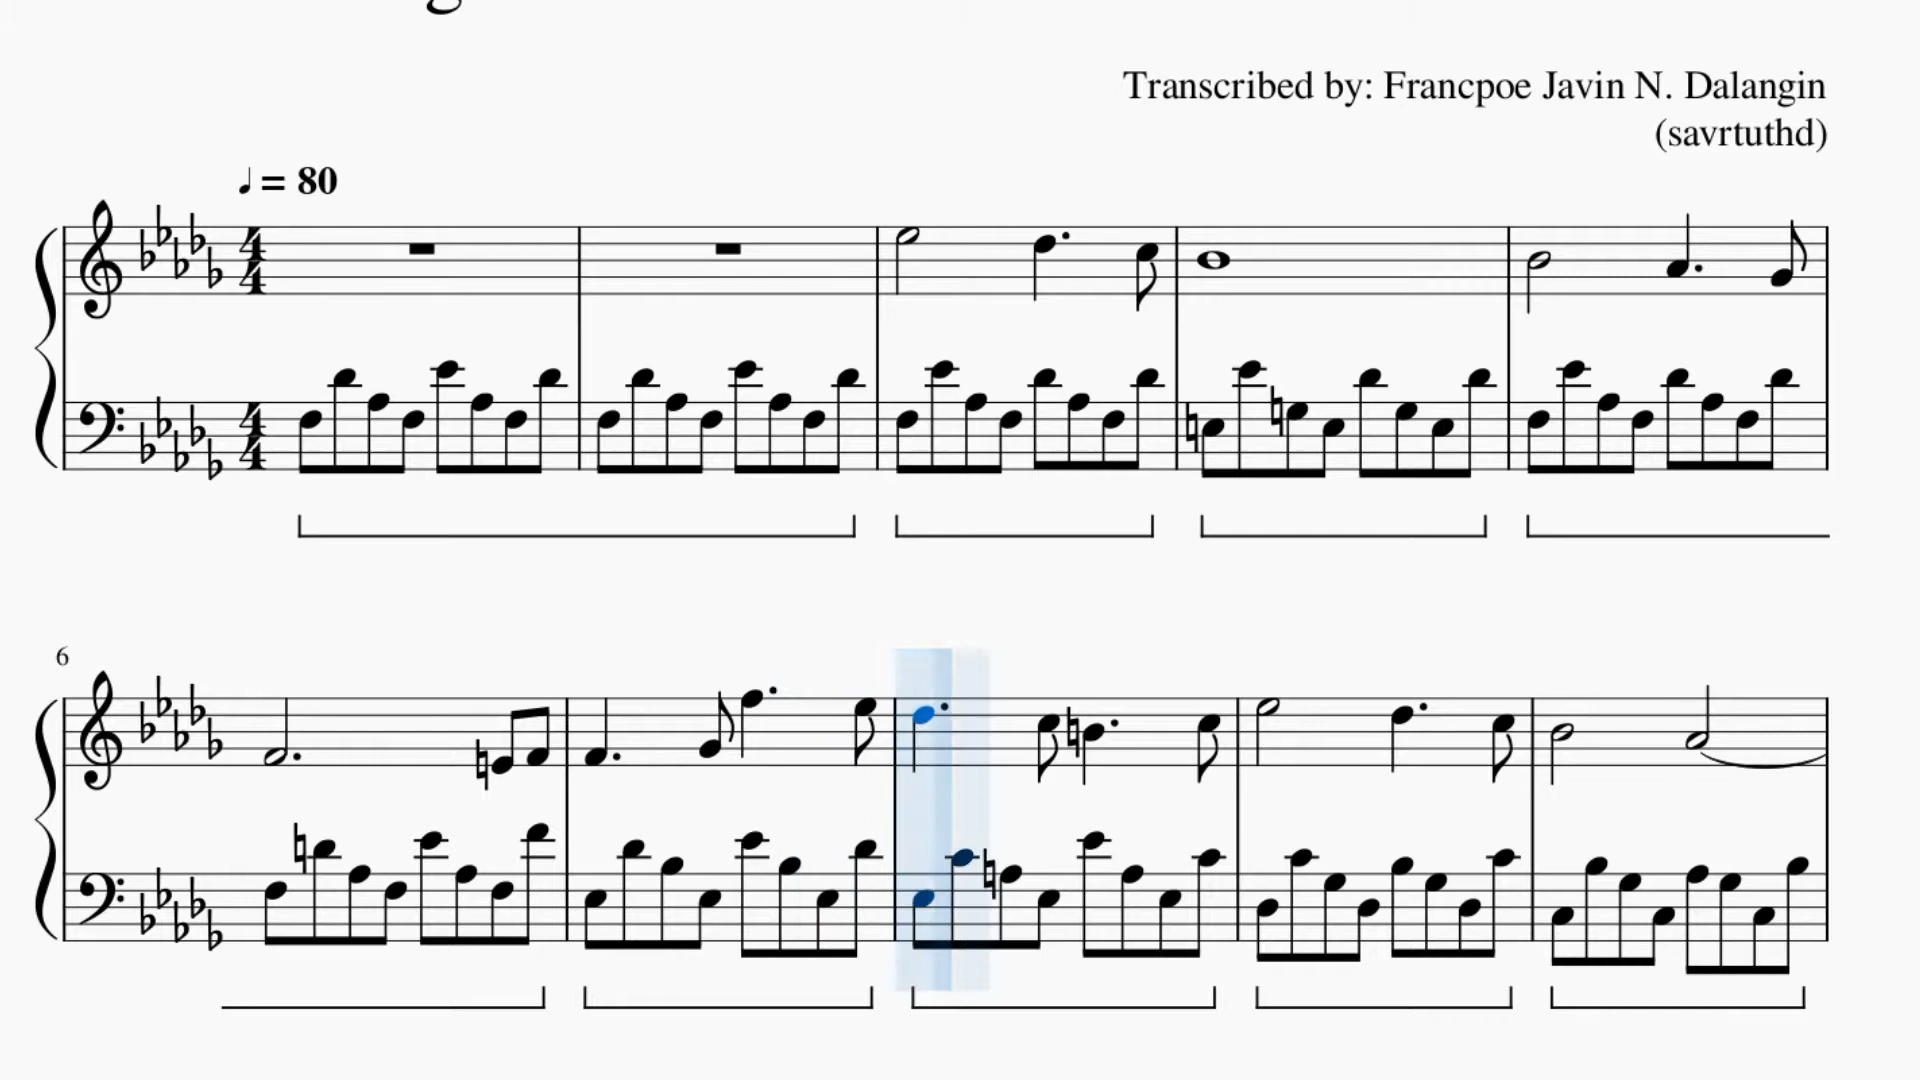 Transcribed by: Francpoe Javin N. Dalangin
(savrtuthd)
♩ = 80
6